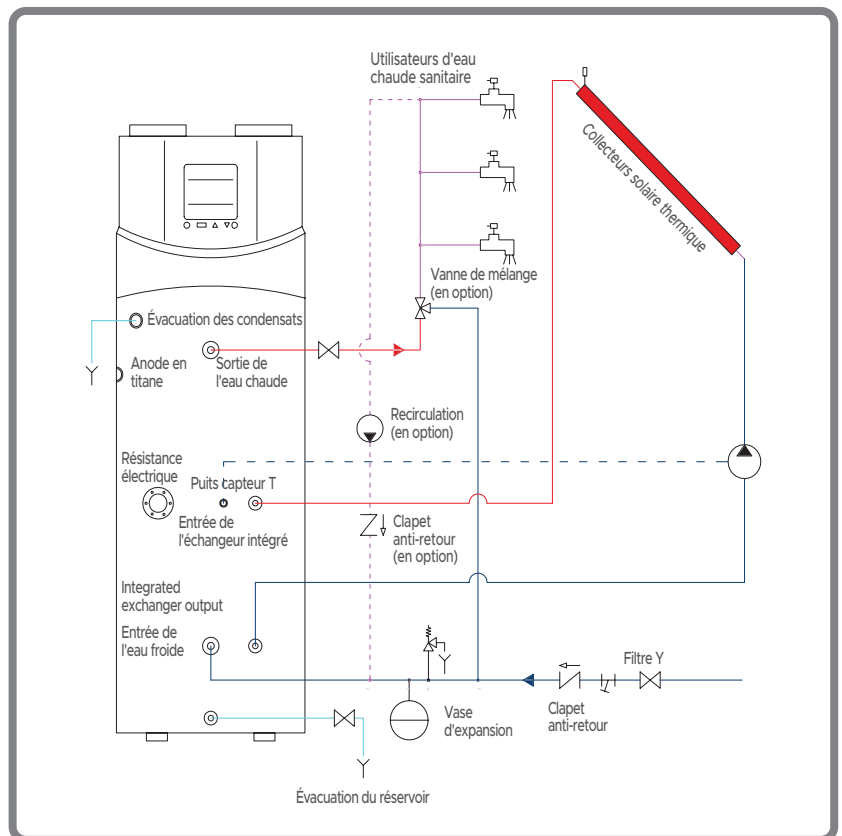 Utilisateurs d'eau
chaude sanitaire
Collecteurs solaire thermique
Vanne de mélange
(en option)
Évacuation des condensats
Anode en
titane
Sortie de
l'eau chaude
Recirculation
(en option)
Résistance
électrique
Puits capteur T
Entrée de
l'échangeur intégré
Clapet
anti-retour
(en option)
Integrated
exchanger output
Entrée de
l'eau froide
Filtre Y
Vase
d'expansion
Clapet
anti-retour
Évacuation du réservoir